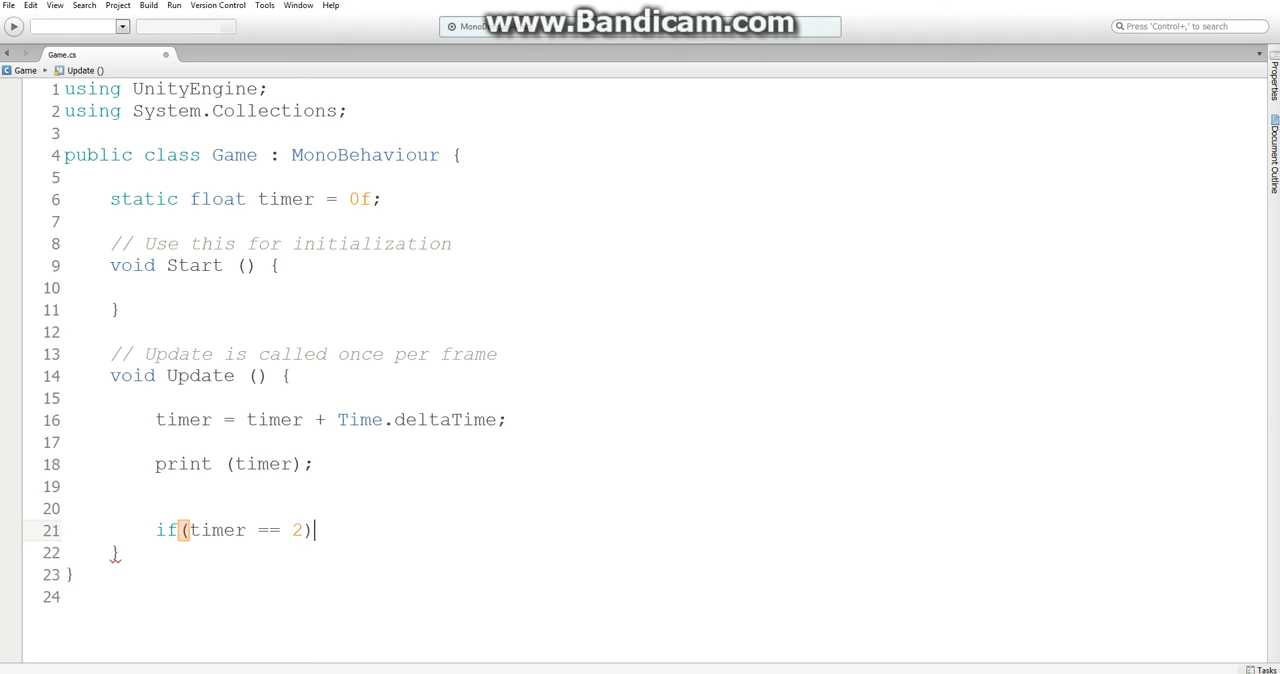 File Edit View Search Project Build Run Version Control Tools Window Help
www.Bandicam.com
Press 'Control+,' to search
Game.cs
Game Update ()
1 using UnityEngine;
2 using System.Collections;
3
4 public class Game : MonoBehaviour {
5
6 static float timer = 0f;
7
8 // Use this for initialization
9 void Start () {
10
11 }
12
13 // Update is called once per frame
14 void Update () {
15
16 timer = timer + Time.deltaTime;
17
18 print (timer);
19
20
21 if(timer == 2)
22 }
23 }
24
Properties
Document Outline
Tasks